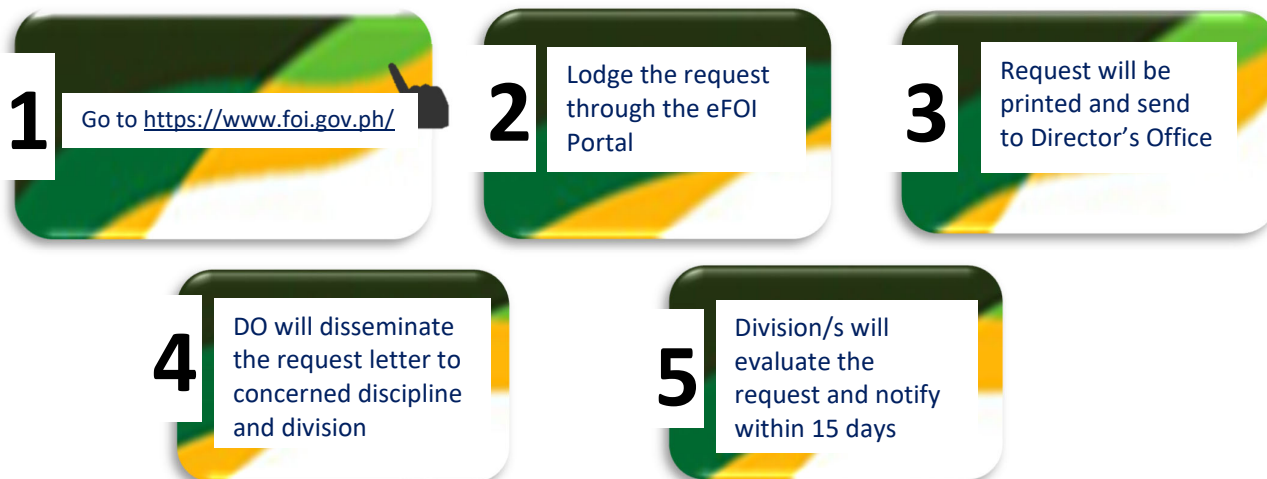 1
Go to https://www.foi.gov.ph/
2
Lodge the request
through the eFOI
Portal
3
Request will be
printed and send
to Director’s Office
4
DO will disseminate
the request letter to
concerned discipline
and division
5
Division/s will
evaluate the
request and notify
within 15 days